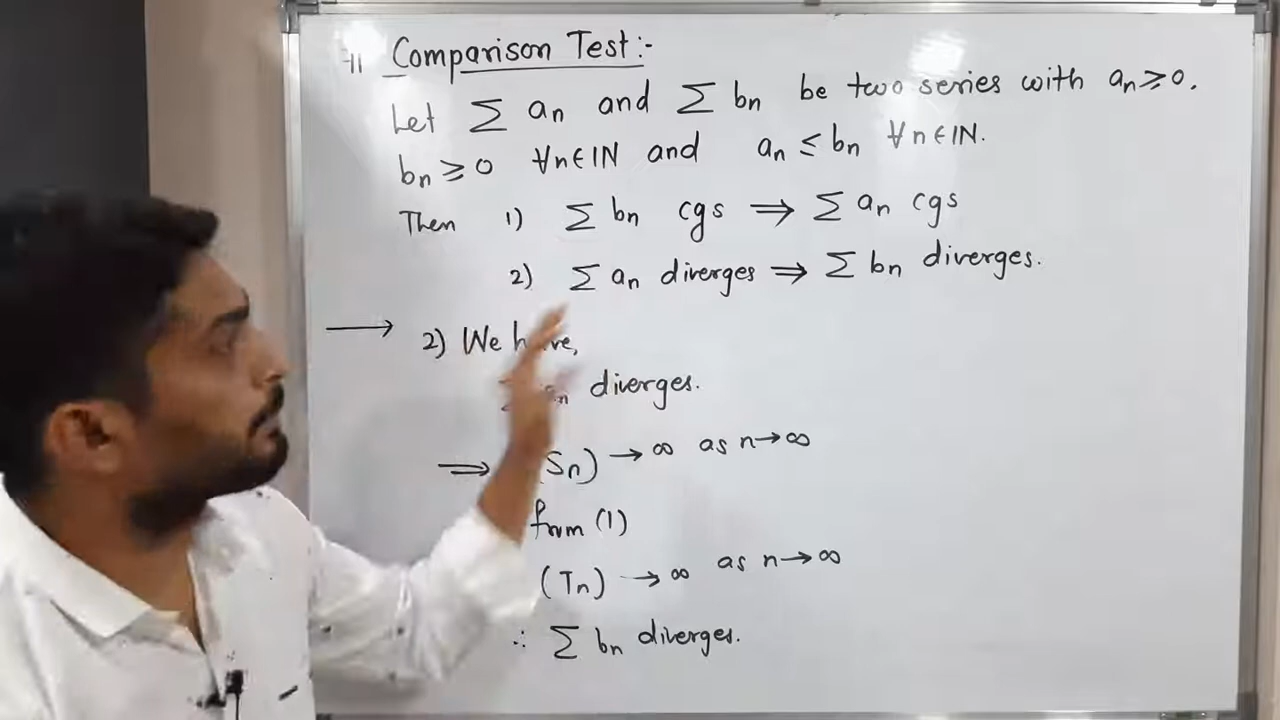 Comparison Test:-
Let Σ an and Σ bn be two series with an ≥ 0.
bn ≥ 0 ∀n∈IN and an ≤ bn ∀n∈IN.
Then 1) Σ bn cgs ⟹ Σ an cgs
2) Σ an diverges ⟹ Σ bn diverges.
⟶ 2) We have,
an diverges.
⟹ (Sn) → ∞ as n → ∞
from (1)
(Tn) → ∞ as n → ∞
∴ Σ bn diverges.